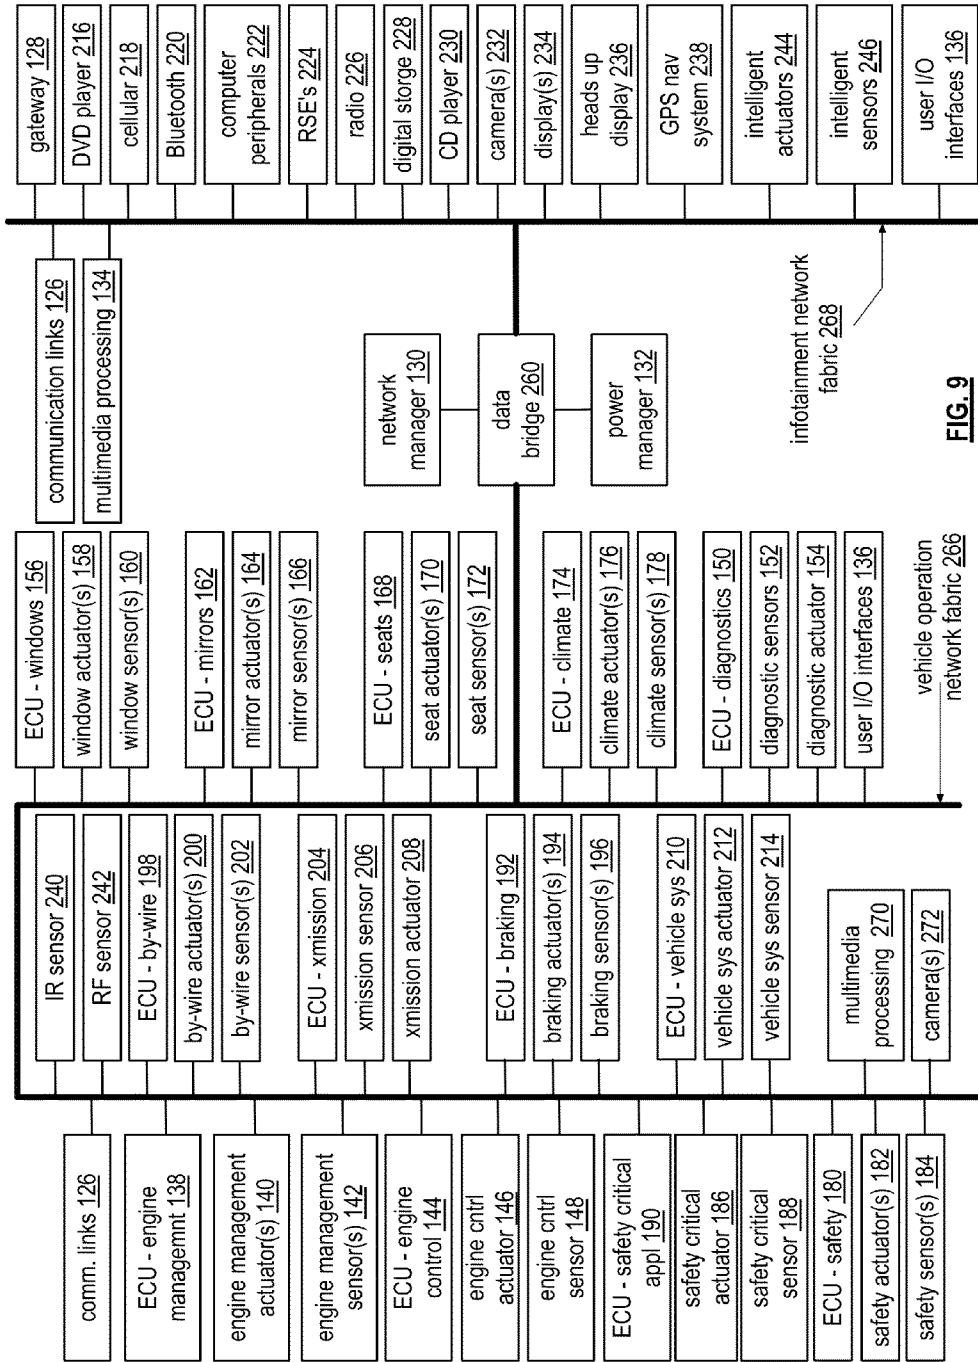 comm. links 126
ECU - engine
managemnt 138
engine management
actuator(s) 140
engine management
sensor(s) 142
ECU - engine
control 144
engine cntrl
actuator 146
engine cntrl
sensor 148
ECU - safety critical
appl 190
safety critical
actuator 186
safety critical
sensor 188
ECU - safety 180
safety actuator(s) 182
safety sensor(s) 184
IR sensor 240
RF sensor 242
ECU - by-wire 198
by-wire actuator(s) 200
by-wire sensor(s) 202
ECU - xmission 204
xmission sensor 206
xmission actuator 208
ECU - braking 192
braking actuator(s) 194
braking sensor(s) 196
ECU - vehicle sys 210
vehicle sys actuator 212
vehicle sys sensor 214
multimedia
processing 270
camera(s) 272
ECU - windows 156
window actuator(s) 158
window sensor(s) 160
ECU - mirrors 162
mirror actuator(s) 164
mirror sensor(s) 166
ECU - seats 168
seat actuator(s) 170
seat sensor(s) 172
ECU - climate 174
climate actuator(s) 176
climate sensor(s) 178
ECU - diagnostics 150
diagnostic sensors 152
diagnostic actuator 154
user I/O interfaces 136
vehicle operation
network fabric 266
communication links 126
multimedia processing 134
network
manager 130
data
bridge 260
power
manager 132
infotainment network
fabric 268
FIG. 9
gateway 128
DVD player 216
cellular 218
Bluetooth 220
computer
peripherals 222
RSE's 224
radio 226
digital storge 228
CD player 230
camera(s) 232
display(s) 234
heads up
display 236
GPS nav
system 238
intelligent
actufators 244
intelligent
sensors 246
user I/O
interfaces 136